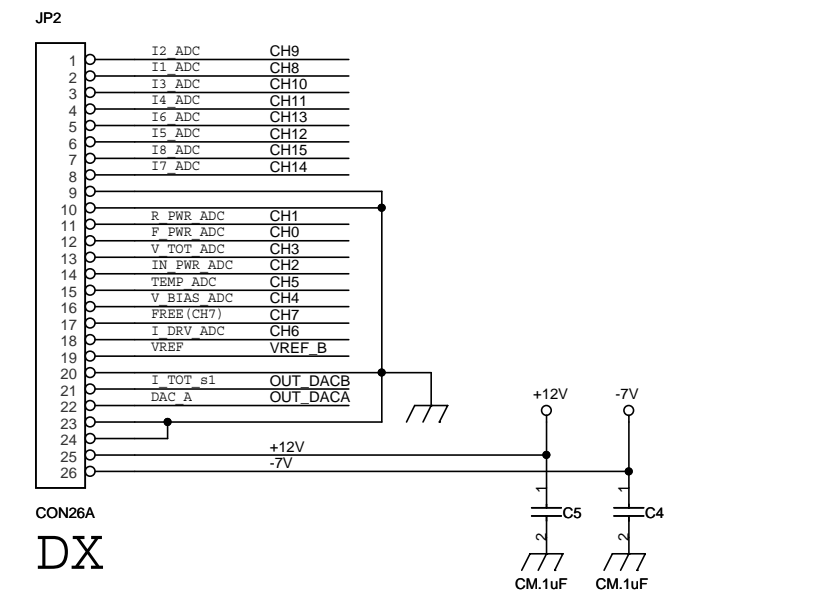 JP2
1 I2_ADC CH9
2 I1_ADC CH8
3 I3_ADC CH10
4 I4_ADC CH11
5 I6_ADC CH13
6 I5_ADC CH12
7 I8_ADC CH15
8 I7_ADC CH14
9
10
11 R_PWR_ADC CH1
12 F_PWR_ADC CH0
13 V_TOT_ADC CH3
14 IN_PWR_ADC CH2
15 TEMP_ADC CH5
16 V_BIAS_ADC CH4
17 FREE(CH7) CH7
18 I_DRV_ADC CH6
19 VREF VREF_B
20
21 I_TOT_s1 OUT_DACB
22 DAC_A OUT_DACA
23
24
25 +12V
26 -7V
+12V -7V
1 1
C5 C4
2 2
CM.1uF CM.1uF
CON26A
DX